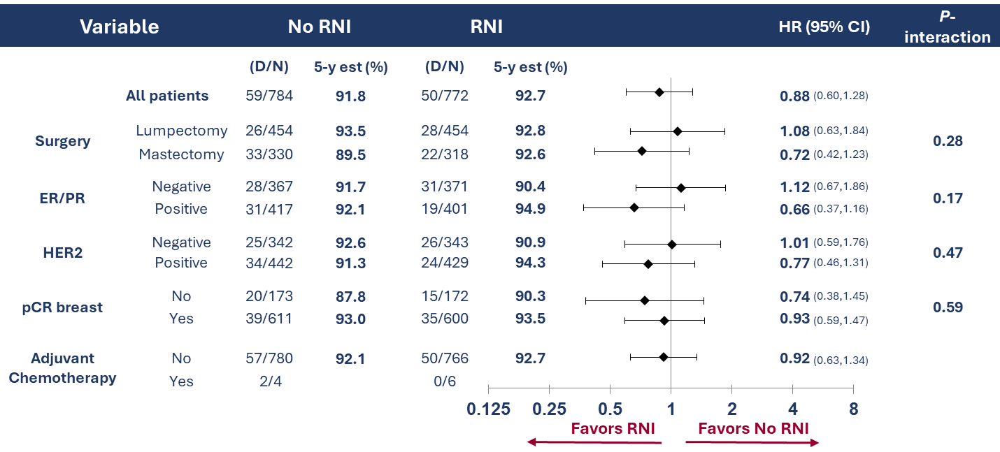 Variable No RNI RNI HR (95% CI) P-interaction
(D/N) 5-y est (%) (D/N) 5-y est (%)
All patients 59/784 91.8 50/772 92.7 0.88 (0.60,1.28)
Surgery
Lumpectomy 26/454 93.5 28/454 92.8 1.08 (0.63,1.84)
0.28
Mastectomy 33/330 89.5 22/318 92.6 0.72 (0.42,1.23)
ER/PR
Negative 28/367 91.7 31/371 90.4 1.12 (0.67,1.86)
0.17
Positive 31/417 92.1 19/401 94.9 0.66 (0.37,1.16)
HER2
Negative 25/342 92.6 26/343 90.9 1.01 (0.59,1.76)
0.47
Positive 34/442 91.3 24/429 94.3 0.77 (0.46,1.31)
pCR breast
No 20/173 87.8 15/172 90.3 0.74 (0.38,1.45)
0.59
Yes 39/611 93.0 35/600 93.5 0.93 (0.59,1.47)
Adjuvant
Chemotherapy
No 57/780 92.1 50/766 92.7 0.92 (0.63,1.34)
Yes 2/4 0/6
0.125 0.25 0.5 1 2 4 8
Favors RNI Favors No RNI